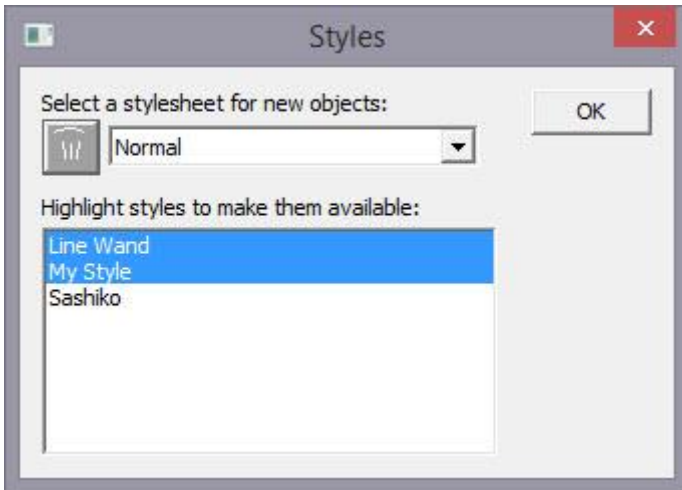 Styles
Select a stylesheet for new objects:
OK
Normal
Highlight styles to make them available:
Line Wand
My Style
Sashiko